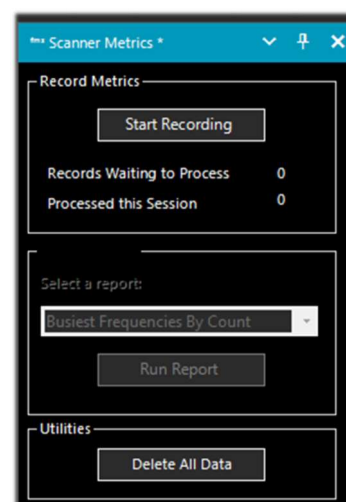 Scanner Metrics *
Record Metrics
Start Recording
Records Waiting to Process 0
Processed this Session 0
Select a report:
Busiest Frequencies By Count
Run Report
Utilities
Delete All Data